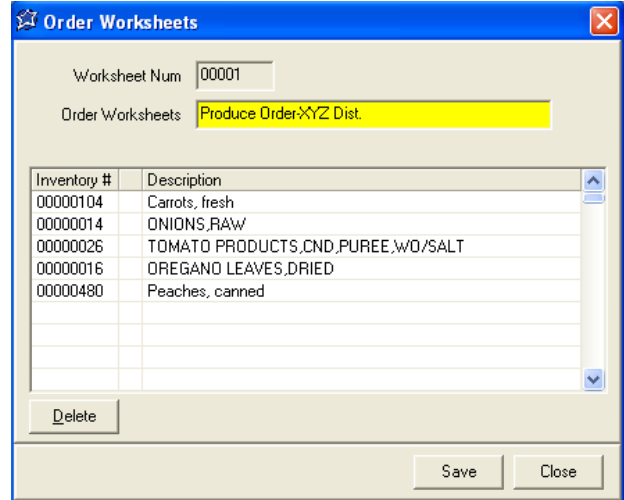 Order Worksheets
Worksheet Num 00001
Order Worksheets Produce Order-XYZ Dist.
Inventory # Description
00000104 Carrots, fresh
00000014 ONIONS,RAW
00000026 TOMATO PRODUCTS,CND,PUREE,WO/SALT
00000016 OREGANO LEAVES,DRIED
00000480 Peaches, canned
Delete
Save Close